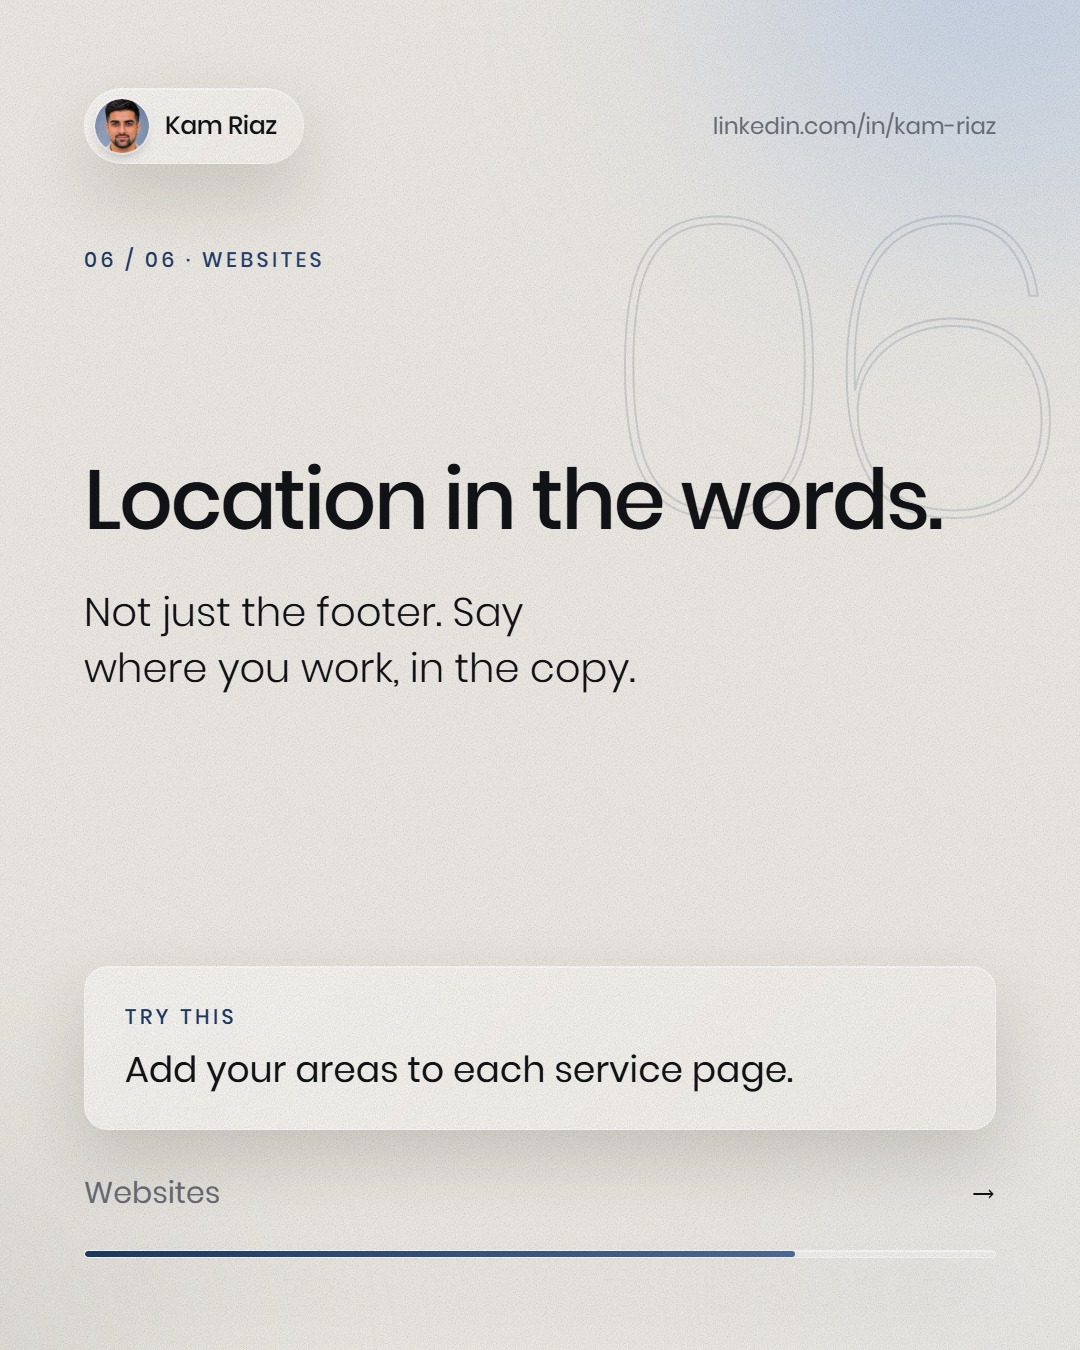 Kam Riaz
linkedin.com/in/kam-riaz
06 / 06 · WEBSITES
06
Location in the words.
Not just the footer. Say
where you work, in the copy.
TRY THIS
Add your areas to each service page.
Websites →